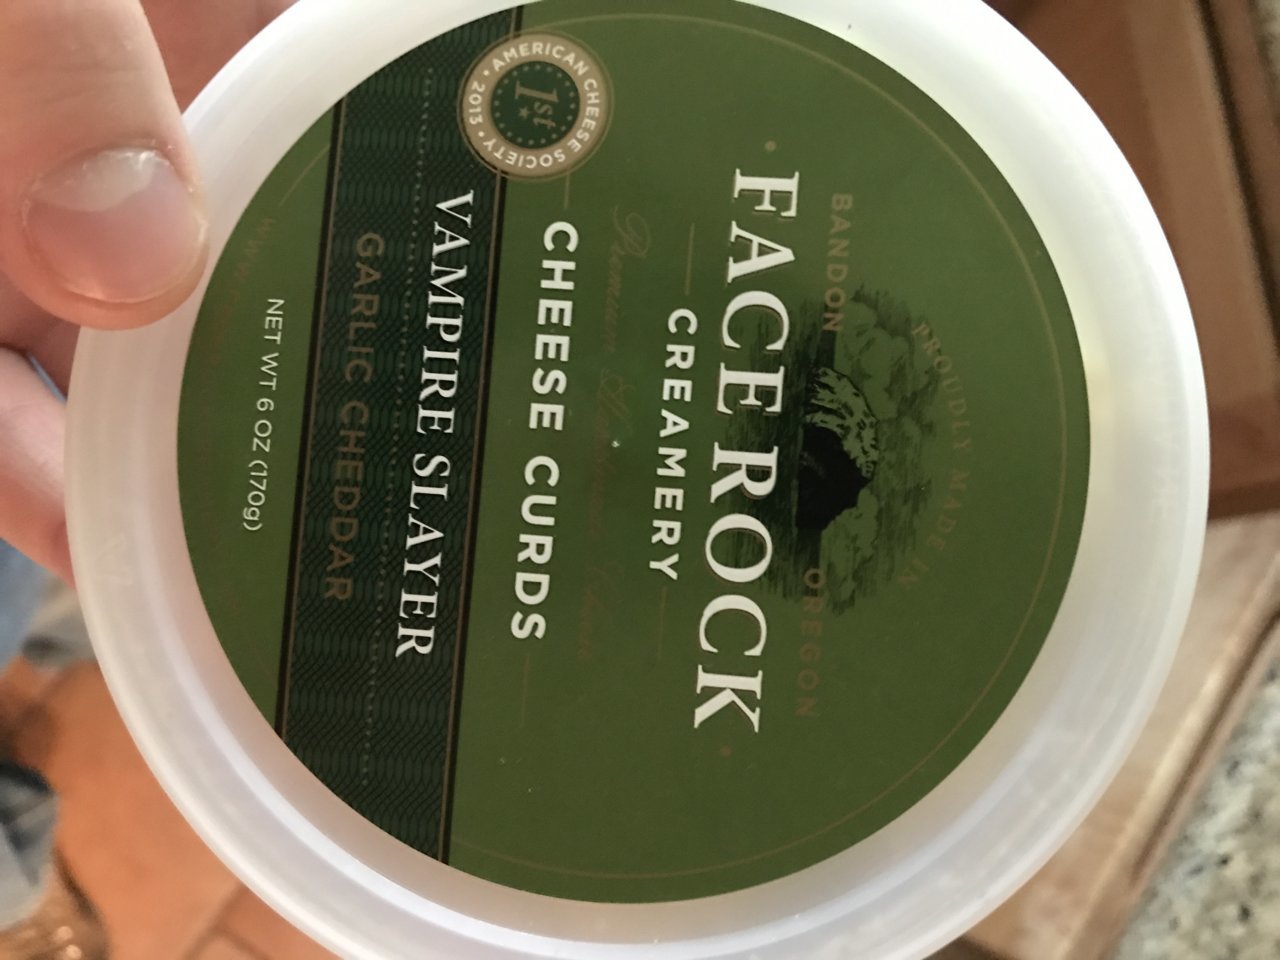 PROUDLY MADE IN
BANDON OREGON
FACE ROCK
CREAMERY
Premium
CHEESE CURDS
AMERICAN CHEESE SOCIETY • 2013 •
1st
VAMPIRE SLAYER
GARLIC CHEDDAR
NET WT 6 OZ (170g)